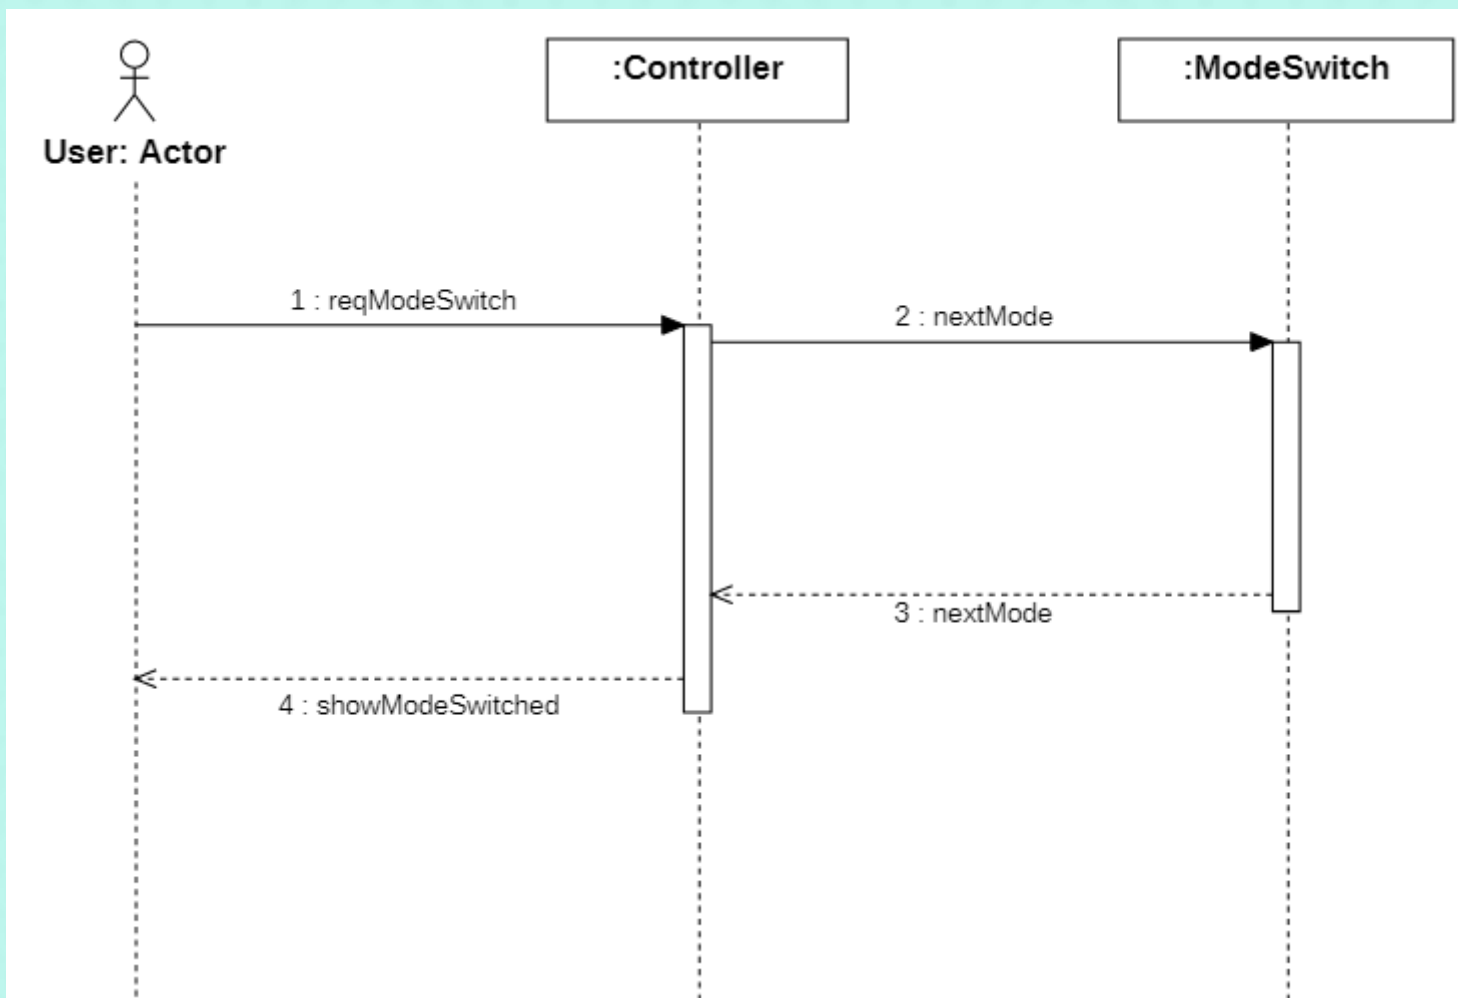 :Controller
:ModeSwitch
User: Actor
1 : reqModeSwitch
2 : nextMode
3 : nextMode
4 : showModeSwitched